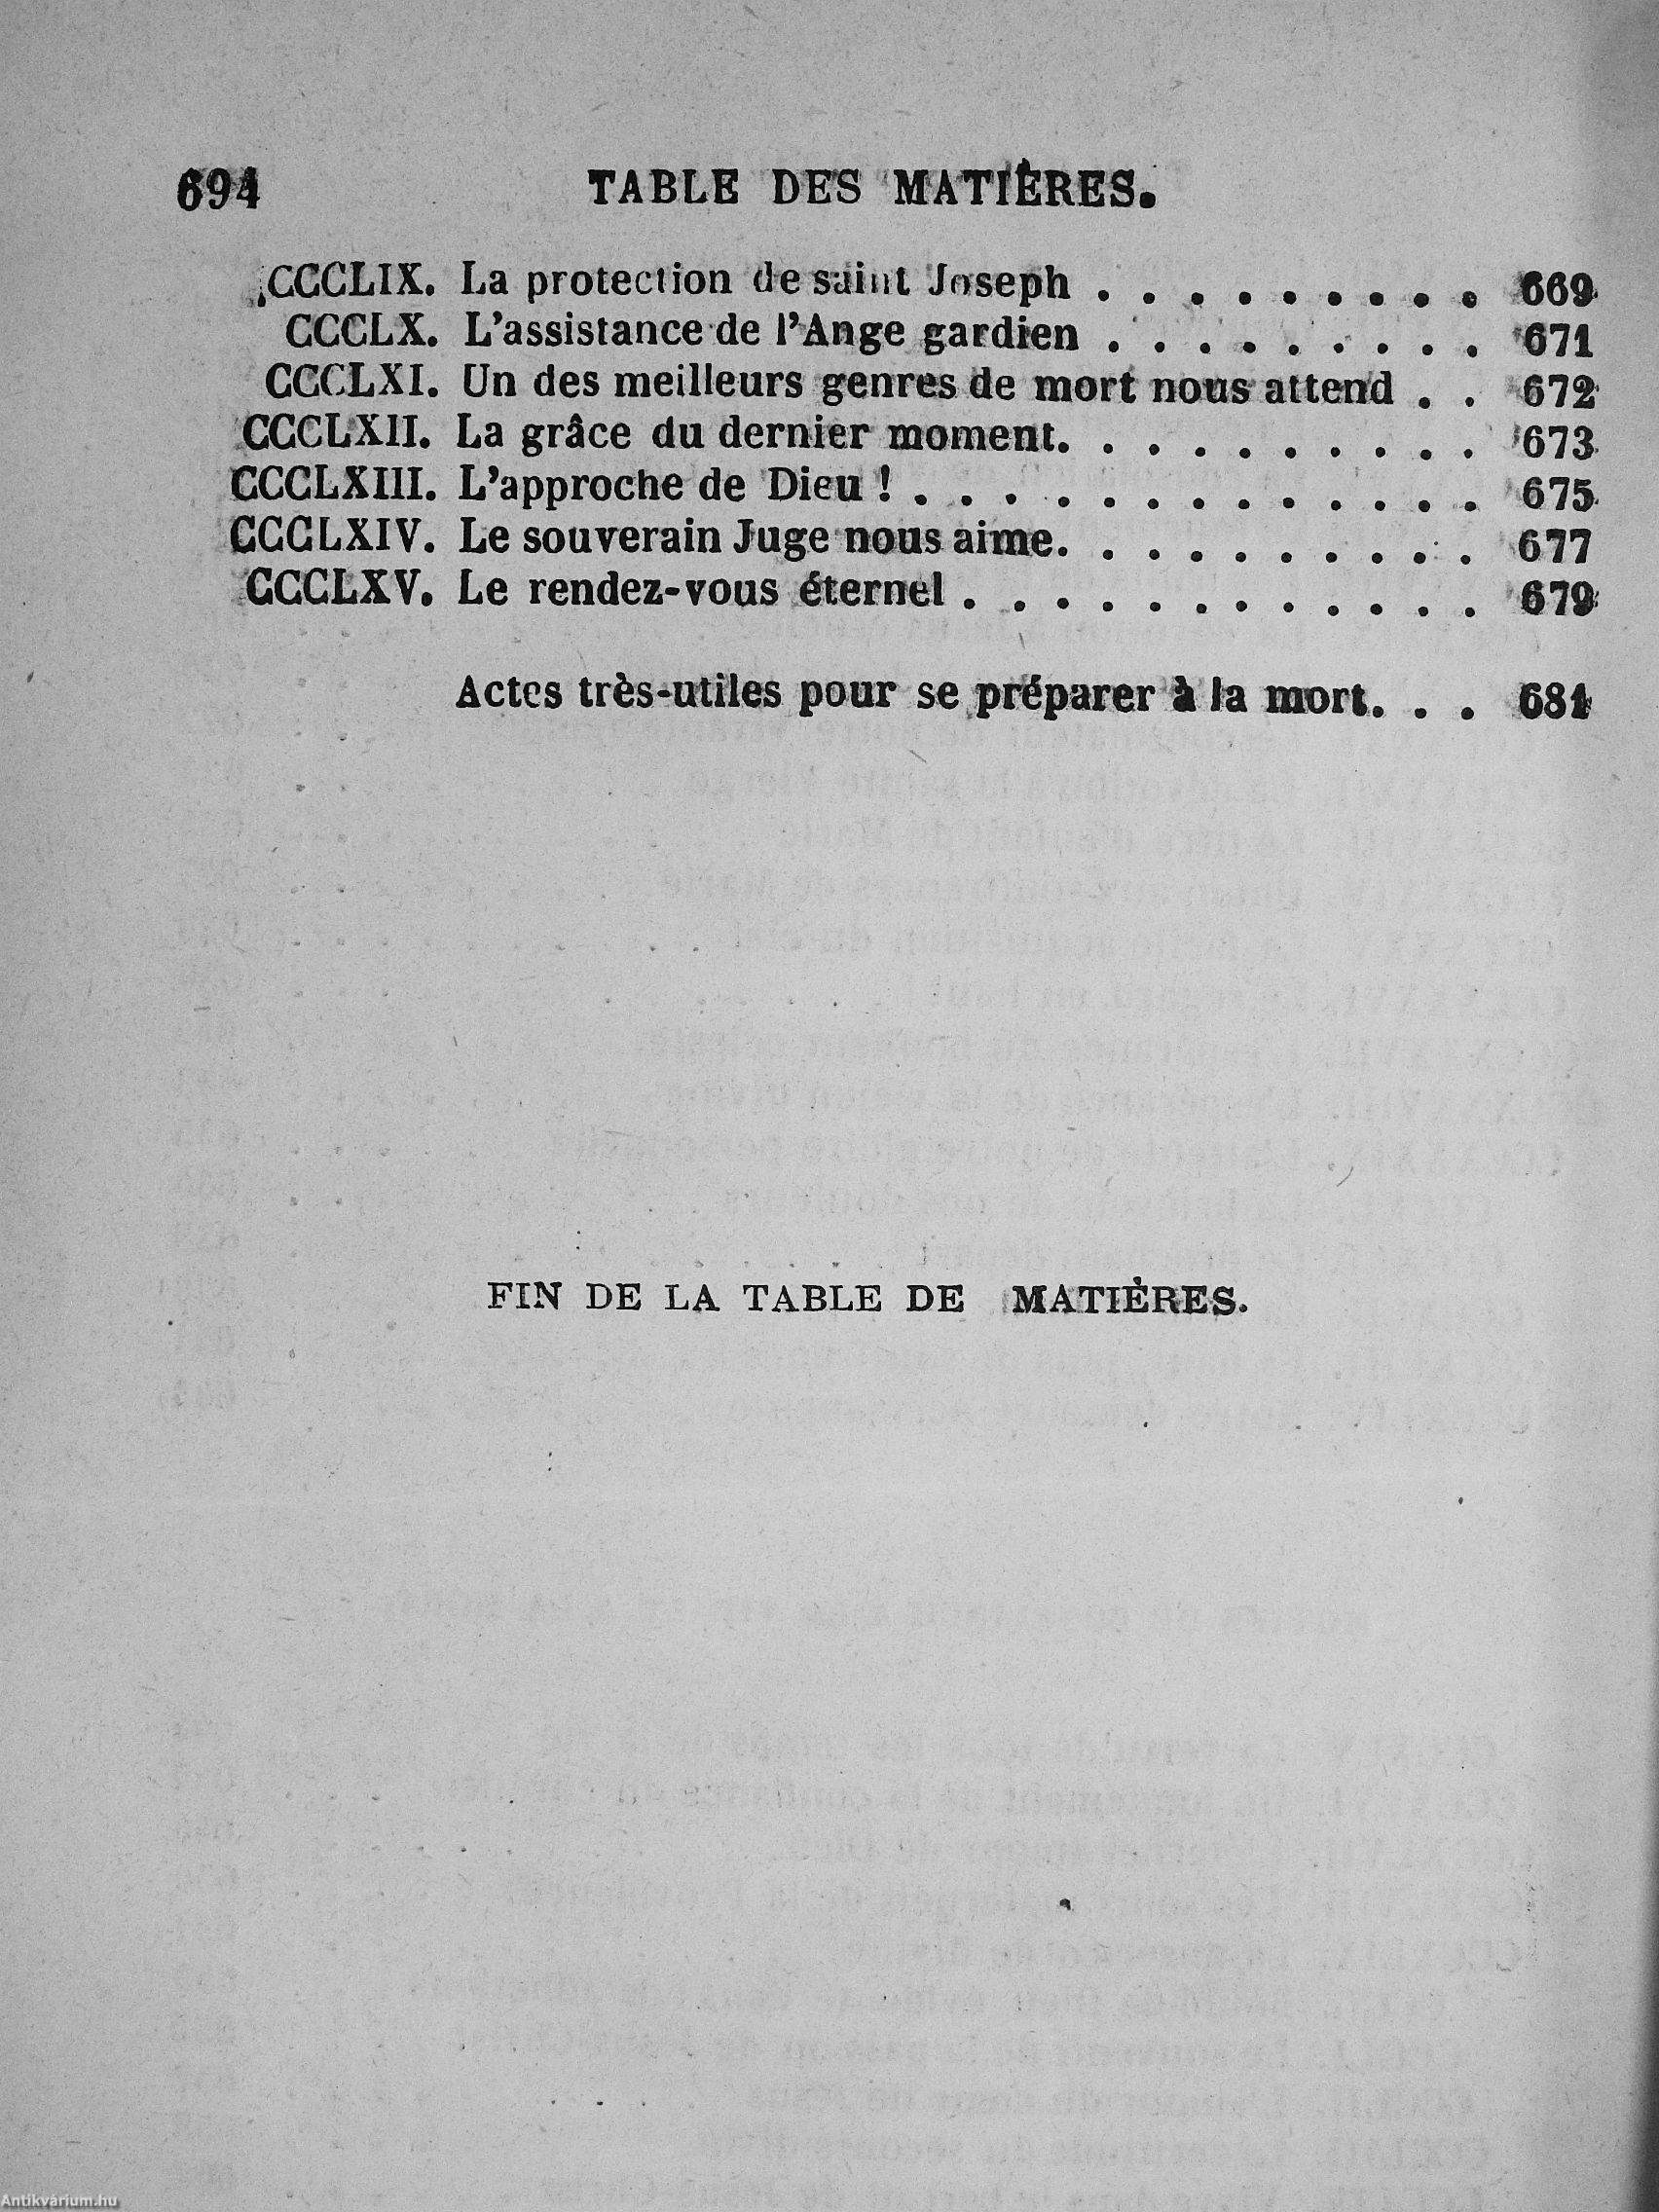 694 TABLE DES MATIÈRES.
CCCLIX. La protection de saint Joseph . . . . . . . . . 669
CCCLX. L'assistance de l'Ange gardien . . . . . . . . . 671
CCCLXI. Un des meilleurs genres de mort nous attend . . 672
CCCLXII. La grâce du dernier moment. . . . . . . . . . 673
CCCLXIII. L'approche de Dieu ! . . . . . . . . . . . . . 675
CCCLXIV. Le souverain Juge nous aime. . . . . . . . . . 677
CCCLXV. Le rendez-vous éternel . . . . . . . . . . . . 679
Actes très-utiles pour se préparer à la mort. . . 681
FIN DE LA TABLE DE MATIÈRES.
Antikvárium.hu